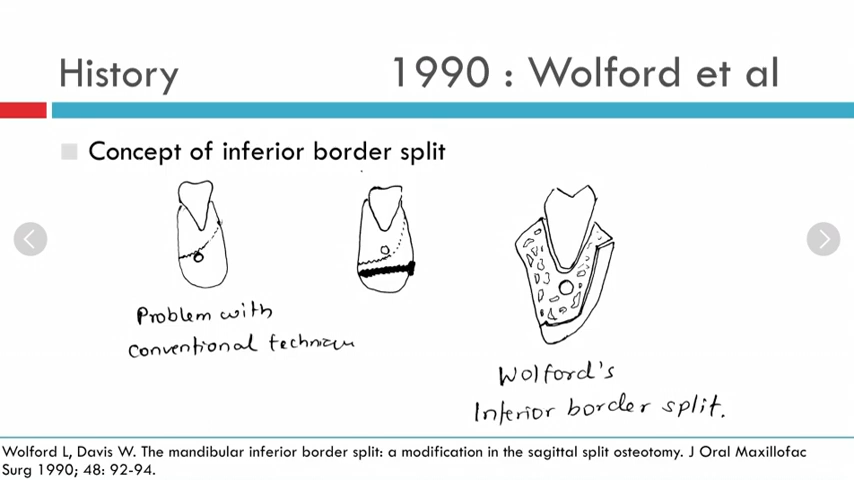 History 1990 : Wolford et al
Concept of inferior border split
Problem with
conventional technique
Wolford's
Inferior border split.
Wolford L, Davis W. The mandibular inferior border split: a modification in the sagittal split osteotomy. J Oral Maxillofac
Surg 1990; 48: 92-94.